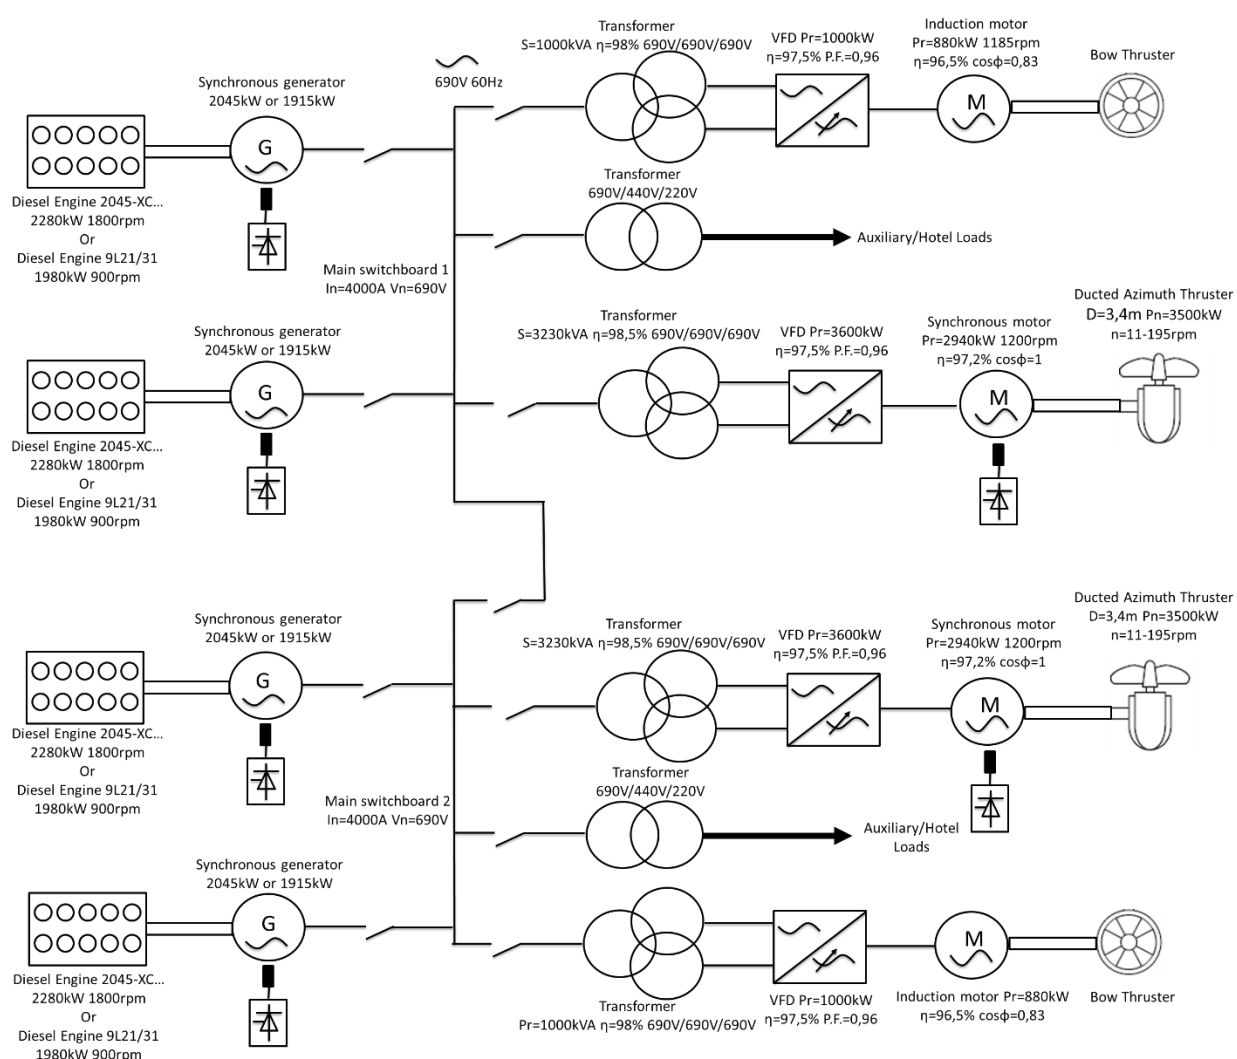 Transformer
S=1000kVA η=98% 690V/690V/690V
VFD Pr=1000kW
η=97,5% P.F.=0,96
Induction motor
Pr=880kW 1185rpm
η=96,5% cosφ=0,83
Bow Thruster
690V 60Hz
Synchronous generator
2045kW or 1915kW
G
M
Diesel Engine 2045-XC...
2280kW 1800rpm
Or
Diesel Engine 9L21/31
1980kW 900rpm
Transformer
690V/440V/220V
Auxiliary/Hotel Loads
Main switchboard 1
In=4000A Vn=690V
Synchronous generator
2045kW or 1915kW
G
Transformer
S=3230kVA η=98,5% 690V/690V/690V
VFD Pr=3600kW
η=97,5% P.F.=0,96
Synchronous motor
Pr=2940kW 1200rpm
η=97,2% cosφ=1
M
Ducted Azimuth Thruster
D=3,4m Pn=3500kW
n=11-195rpm
Diesel Engine 2045-XC...
2280kW 1800rpm
Or
Diesel Engine 9L21/31
1980kW 900rpm
Synchronous generator
2045kW or 1915kW
G
Transformer
S=3230kVA η=98,5% 690V/690V/690V
VFD Pr=3600kW
η=97,5% P.F.=0,96
Synchronous motor
Pr=2940kW 1200rpm
η=97,2% cosφ=1
M
Ducted Azimuth Thruster
D=3,4m Pn=3500kW
n=11-195rpm
Diesel Engine 2045-XC...
2280kW 1800rpm
Or
Diesel Engine 9L21/31
1980kW 900rpm
Transformer
690V/440V/220V
Auxiliary/Hotel
Loads
Main switchboard 2
In=4000A Vn=690V
Synchronous generator
2045kW or 1915kW
G
M
Diesel Engine 2045-XC...
2280kW 1800rpm
Or
Diesel Engine 9L21/31
1980kW 900rpm
Transformer
Pr=1000kVA η=98% 690V/690V/690V
VFD Pr=1000kW
η=97,5% P.F.=0,96
Induction motor Pr=880kW
η=96,5% cosφ=0,83
Bow Thruster